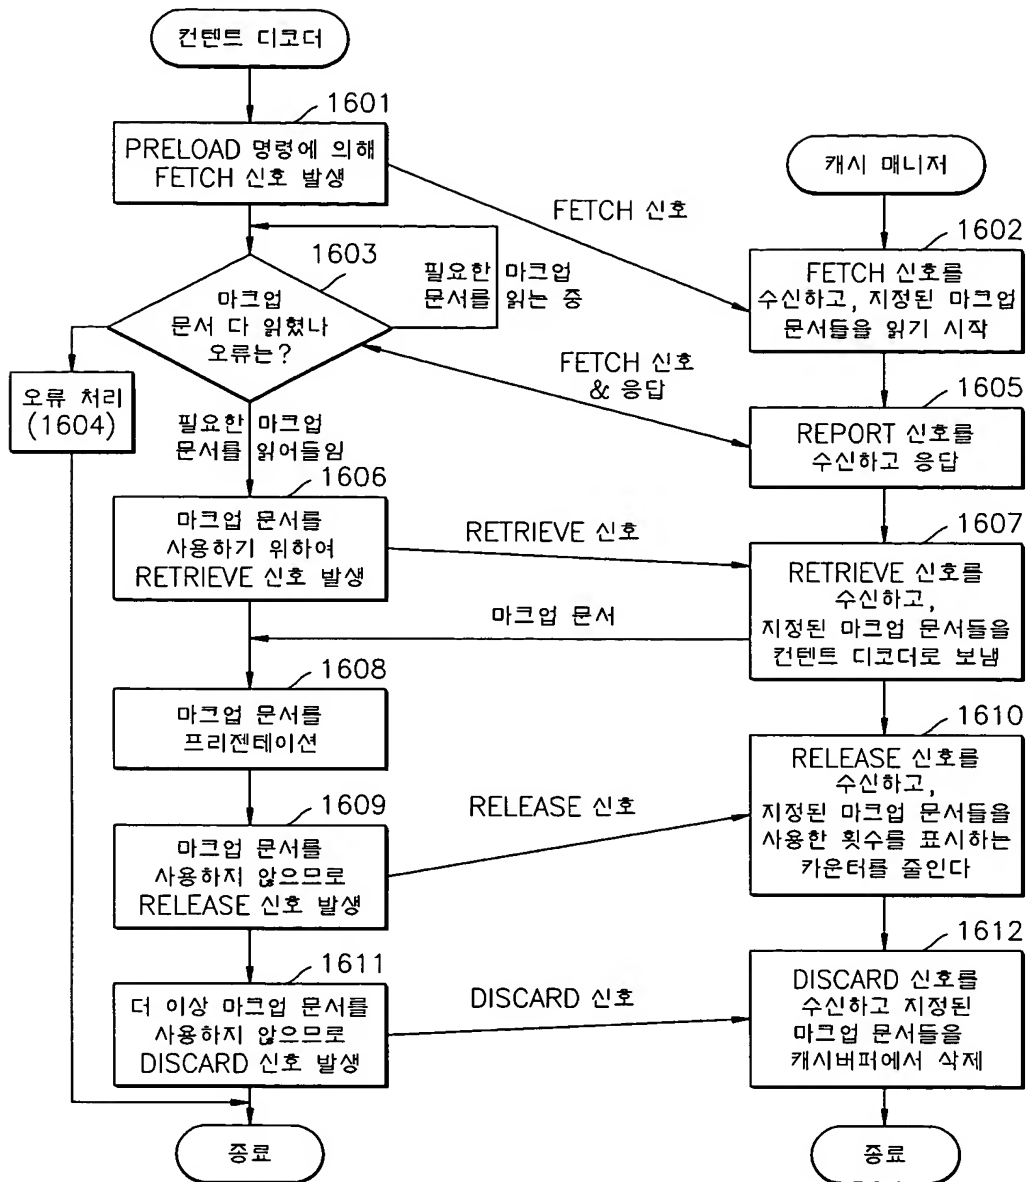 컨텐트 디코더
1601
PRELOAD 명령에 의해
FETCH 신호 발생
캐시 매니저
FETCH 신호
1602
FETCH 신호를
수신하고, 지정된 마크업
문서들을 읽기 시작
1603
마크업
문서 다 읽혔나
오류는?
필요한 마크업
문서를 읽는 중
FETCH 신호
& 응답
오류 처리
(1604)
1605
REPORT 신호를
수신하고 응답
필요한 마크업
문서를 읽어들임
1606
마크업 문서를
사용하기 위하여
RETRIEVE 신호 발생
RETRIEVE 신호
1607
RETRIEVE 신호를
수신하고,
지정된 마크업 문서들을
컨텐트 디코더로 보냄
마크업 문서
1608
마크업 문서를
프리젠테이션
1610
RELEASE 신호를
수신하고,
지정된 마크업 문서들을
사용한 횟수를 표시하는
카운터를 줄인다
1609
마크업 문서를
사용하지 않으므로
RELEASE 신호 발생
RELEASE 신호
1611
더 이상 마크업 문서를
사용하지 않으므로
DISCARD 신호 발생
DISCARD 신호
1612
DISCARD 신호를
수신하고 지정된
마크업 문서들을
캐시버퍼에서 삭제
종료
종료